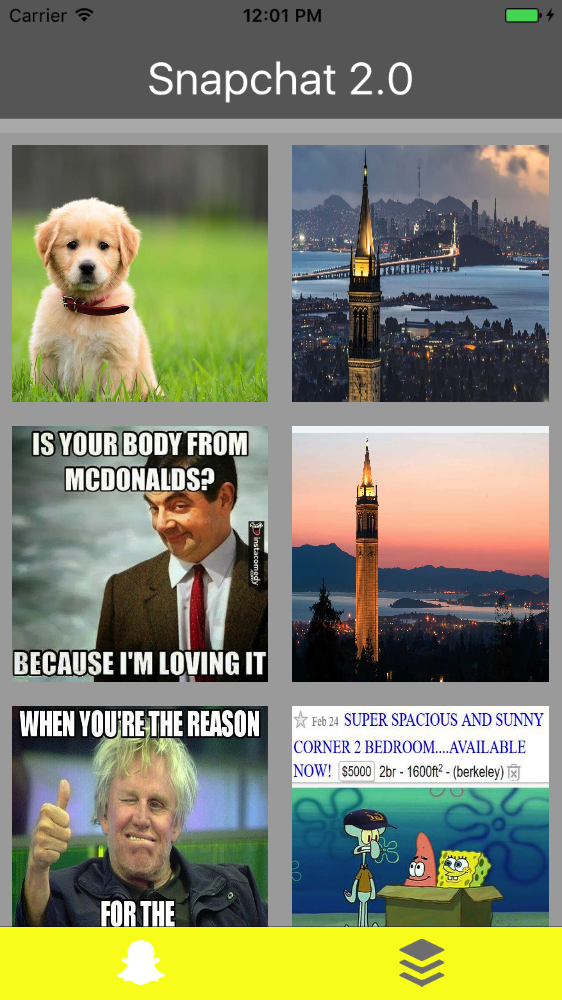 Carrier
12:01 PM
Snapchat 2.0
IS YOUR BODY FROM
MCDONALDS?
instacomedy
BECAUSE I'M LOVING IT
WHEN YOU'RE THE REASON
FOR THE
Feb 24 SUPER SPACIOUS AND SUNNY
CORNER 2 BEDROOM....AVAILABLE
NOW! $5000 2br - 1600ft² - (berkeley)